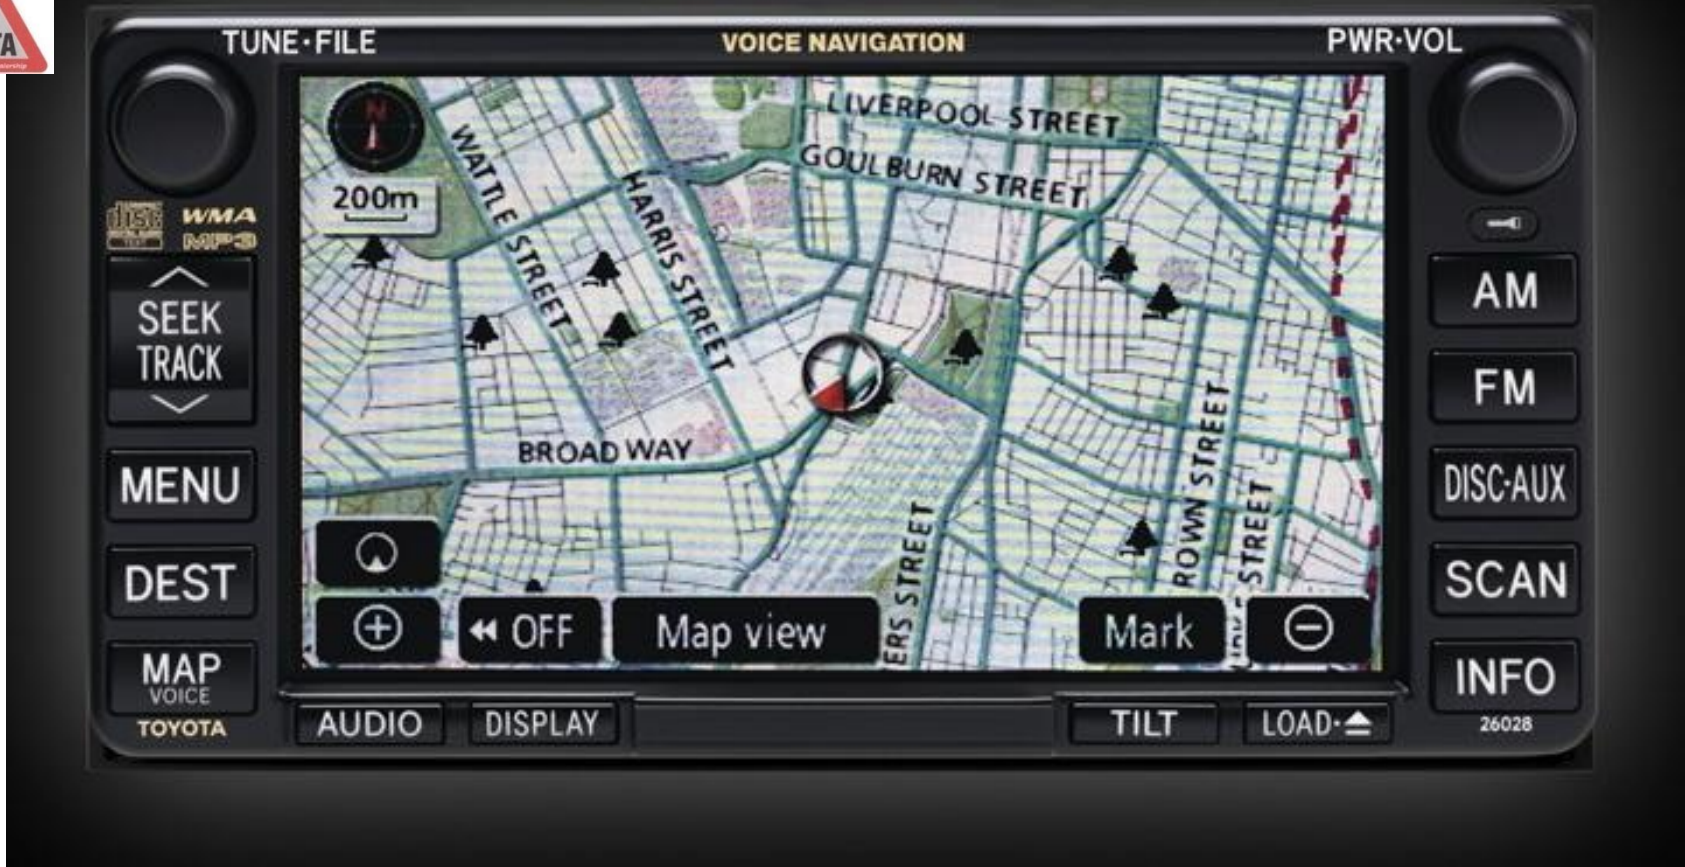 TA
TUNE·FILE
VOICE NAVIGATION
PWR·VOL
N
LIVERPOOL STREET
GOULBURN STREET
WATTLE STREET
HARRIS STREET
200m
disc
TEXT
WMA
MP3
SEEK
TRACK
AM
FM
MENU
BROAD WAY
DISC·AUX
DEST
ROWN STREET
STREET
ERS STREET
SCAN
OFF
Map view
Mark
MAP
VOICE
INFO
TOYOTA
AUDIO
DISPLAY
TILT
LOAD·
26028